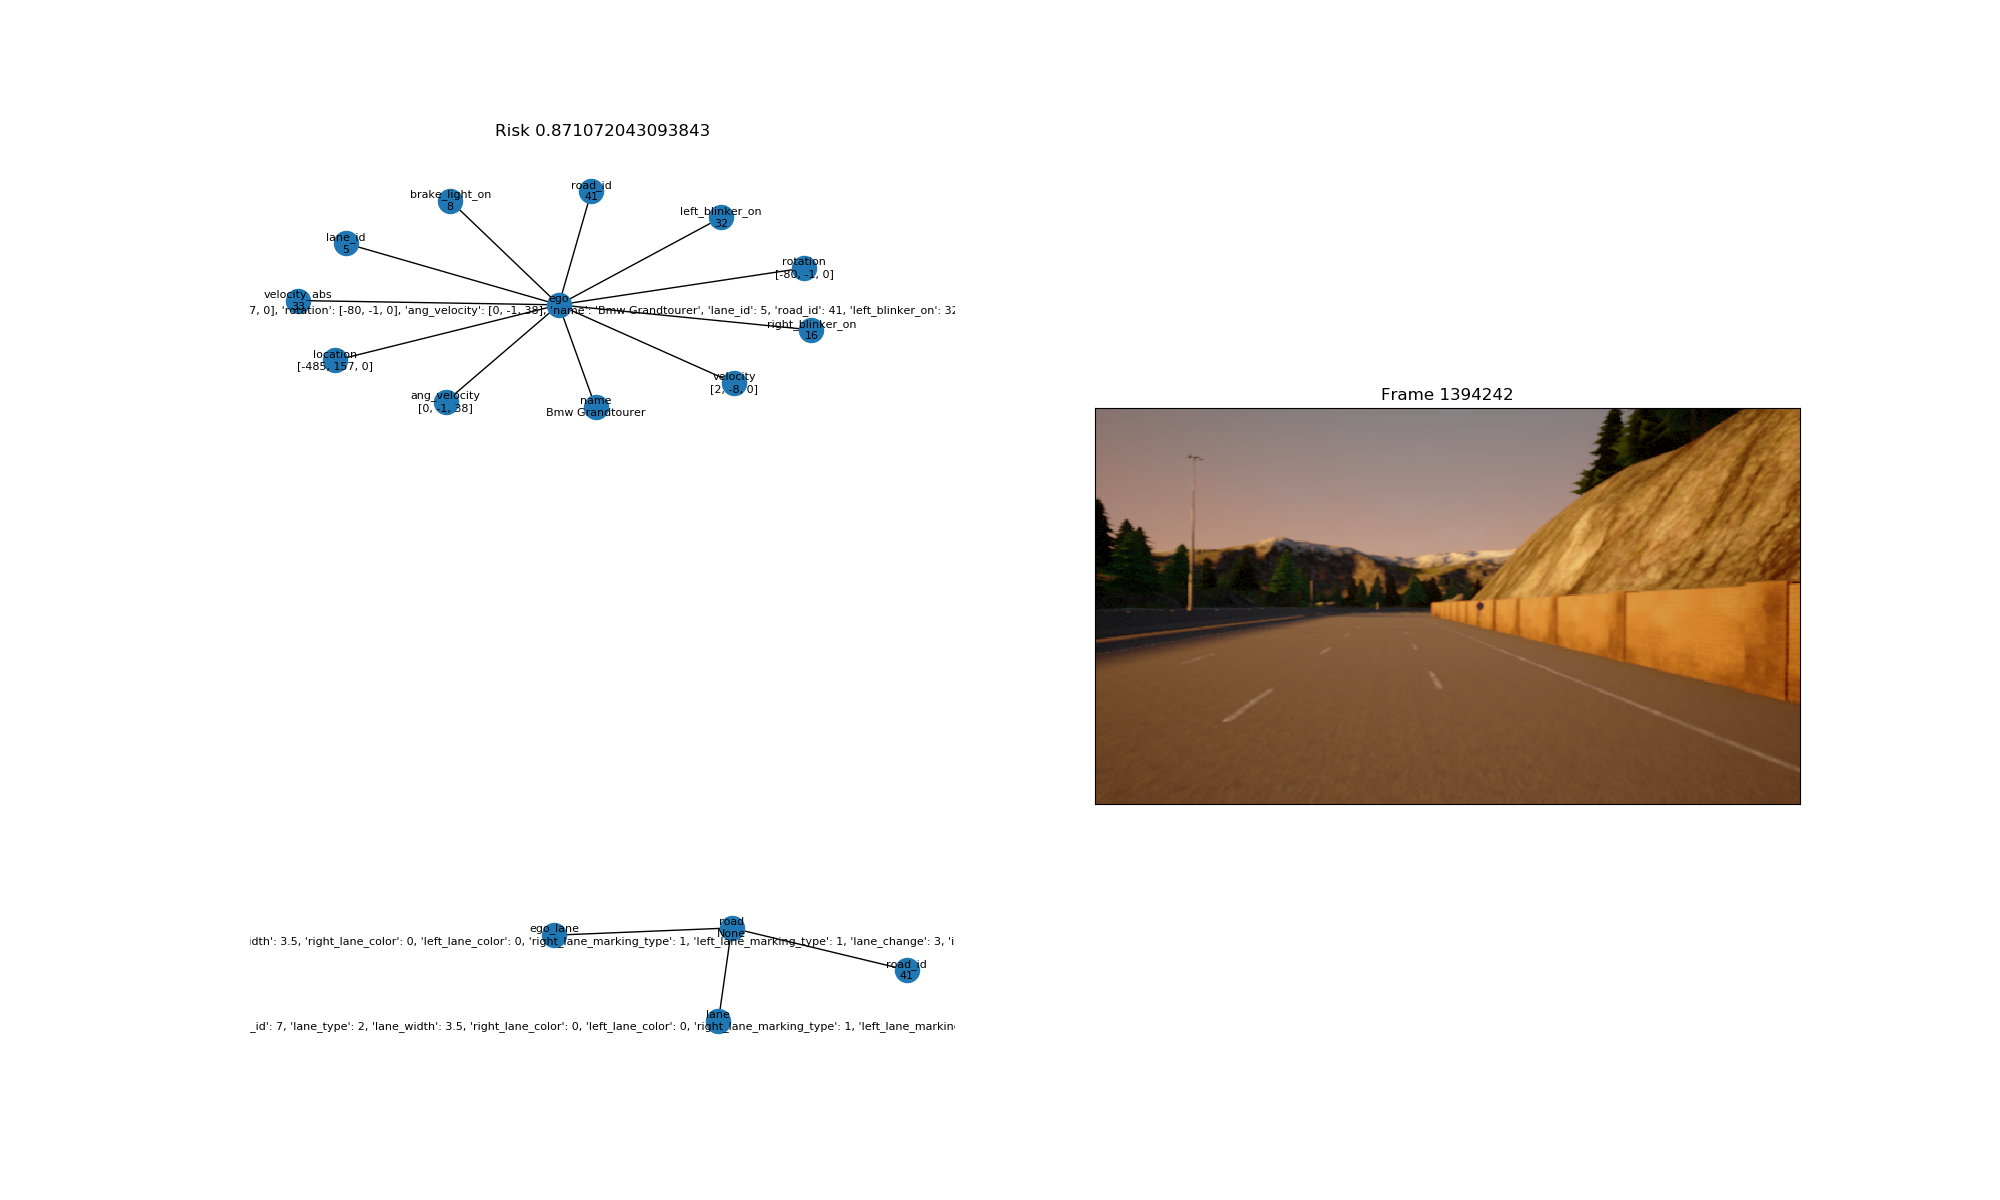 Risk 0.871072043093843
road_id
41
brake_light_on
8
left_blinker_on
32
lane_id
5
rotation
[-80, -1, 0]
velocity_abs
33
ego
7, 0], 'rotation': [-80, -1, 0], 'ang_velocity': [0, -1, 38], 'name': 'Bmw Grandtourer', 'lane_id': 5, 'road_id': 41, 'left_blinker_on': 32
right_blinker_on
16
location
[-485, 157, 0]
velocity
[2, -8, 0]
ang_velocity
[0, -1, 38]
name
Bmw Grandtourer
Frame 1394242
ego_lane
idth': 3.5, 'right_lane_color': 0, 'left_lane_color': 0, 'right_lane_marking_type': 1, 'left_lane_marking_type': 1, 'lane_change': 3, 'i
road
None
road_id
41
lane
_id': 7, 'lane_type': 2, 'lane_width': 3.5, 'right_lane_color': 0, 'left_lane_color': 0, 'right_lane_marking_type': 1, 'left_lane_markin